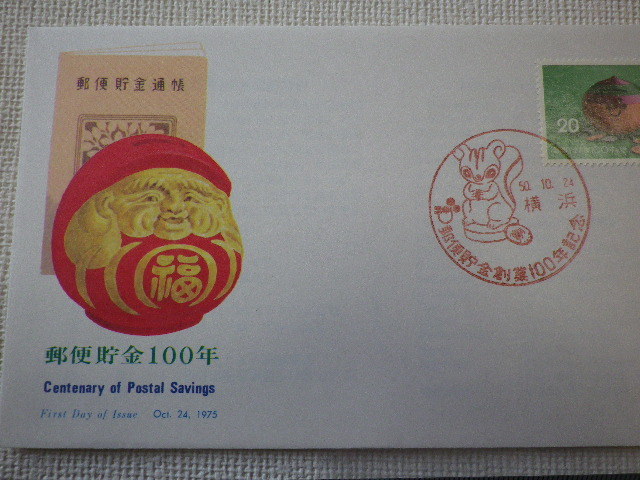 郵便貯金通帳
福
郵便貯金100年
Centenary of Postal Savings
First Day of Issue Oct. 24, 1975
20
50. 10. 24
横浜
郵便貯金創業100年記念